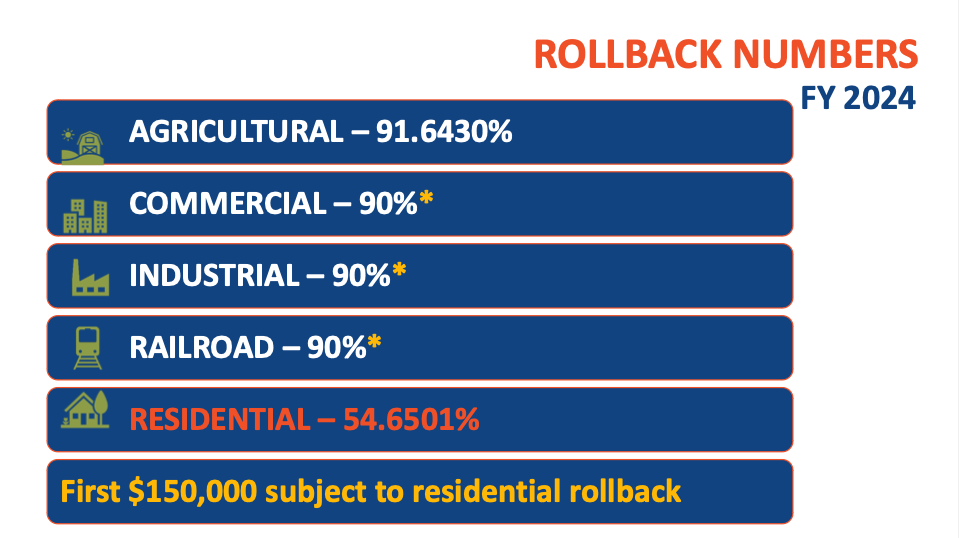 ROLLBACK NUMBERS
FY 2024
AGRICULTURAL – 91.6430%
COMMERCIAL – 90%*
INDUSTRIAL – 90%*
RAILROAD – 90%*
RESIDENTIAL – 54.6501%
First $150,000 subject to residential rollback